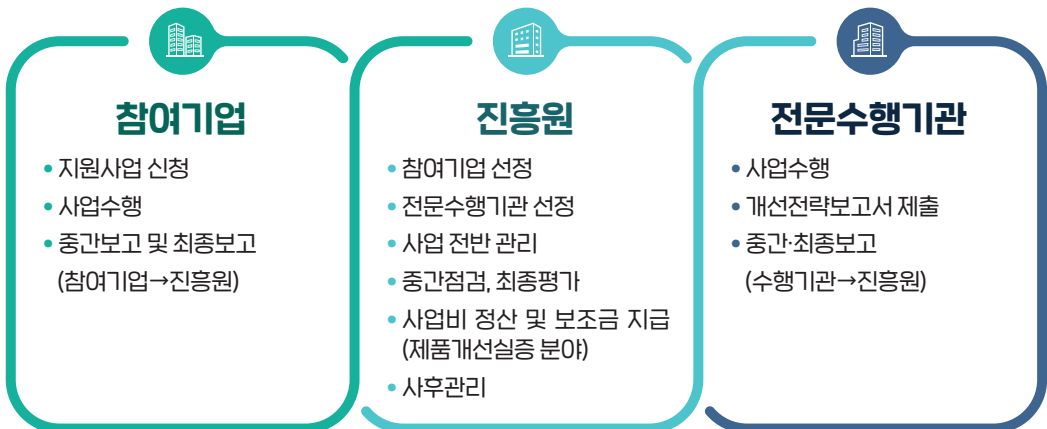 참여기업
• 지원사업 신청
• 사업수행
• 중간보고 및 최종보고
(참여기업→진흥원)
진흥원
• 참여기업 선정
• 전문수행기관 선정
• 사업 전반 관리
• 중간점검, 최종평가
• 사업비 정산 및 보조금 지급
(제품개선실증 분야)
• 사후관리
전문수행기관
• 사업수행
• 개선전략보고서 제출
• 중간·최종보고
(수행기관→진흥원)